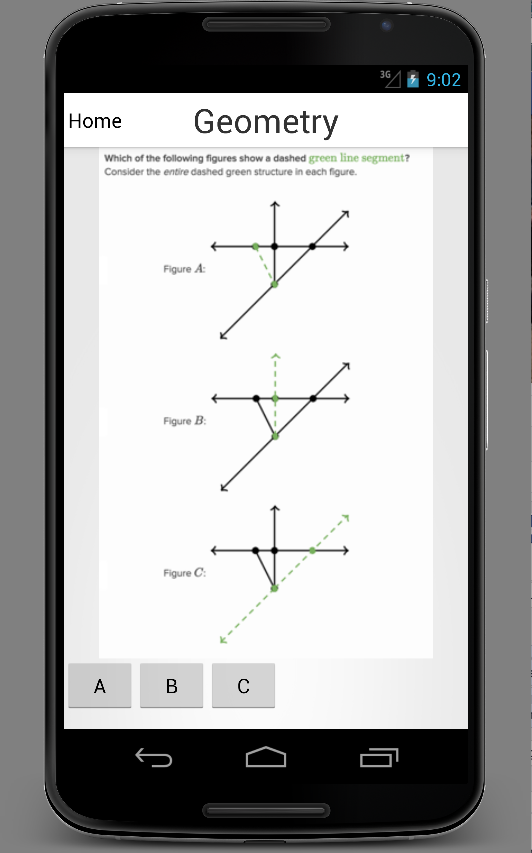 3G 9:02
Home Geometry
Which of the following figures show a dashed green line segment?
Consider the entire dashed green structure in each figure.
Figure A:
Figure B:
Figure C:
A B C